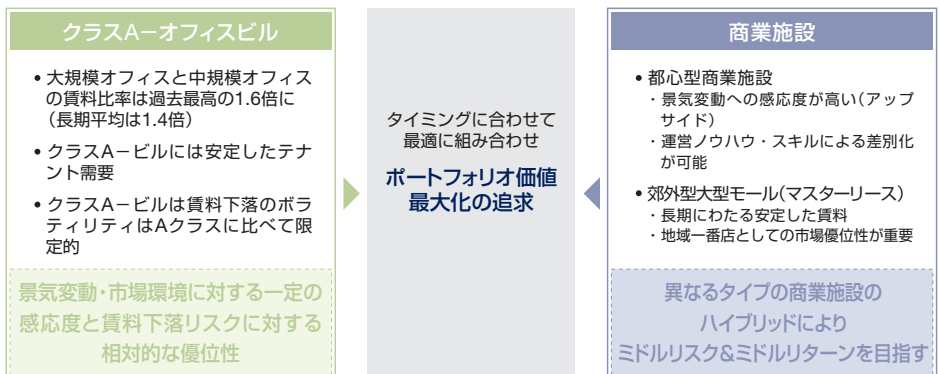 クラスA－オフィスビル
• 大規模オフィスと中規模オフィス
の賃料比率は過去最高の1.6倍に
（長期平均は1.4倍）
• クラスA－ビルには安定したテナ
ント需要
• クラスA－ビルは賃料下落のボラ
ティリティはAクラスに比べて限
定的
景気変動･市場環境に対する一定の
感応度と賃料下落リスクに対する
相対的な優位性
タイミングに合わせて
最適に組み合わせ
ポートフォリオ価値
最大化の追求
商業施設
• 都心型商業施設
・景気変動への感応度が高い（アップ
サイド）
・運営ノウハウ・スキルによる差別化
が可能
• 郊外型大型モール（マスターリース）
・長期にわたる安定した賃料
・地域一番店としての市場優位性が重要
異なるタイプの商業施設の
ハイブリッドにより
ミドルリスク&ミドルリターンを目指す